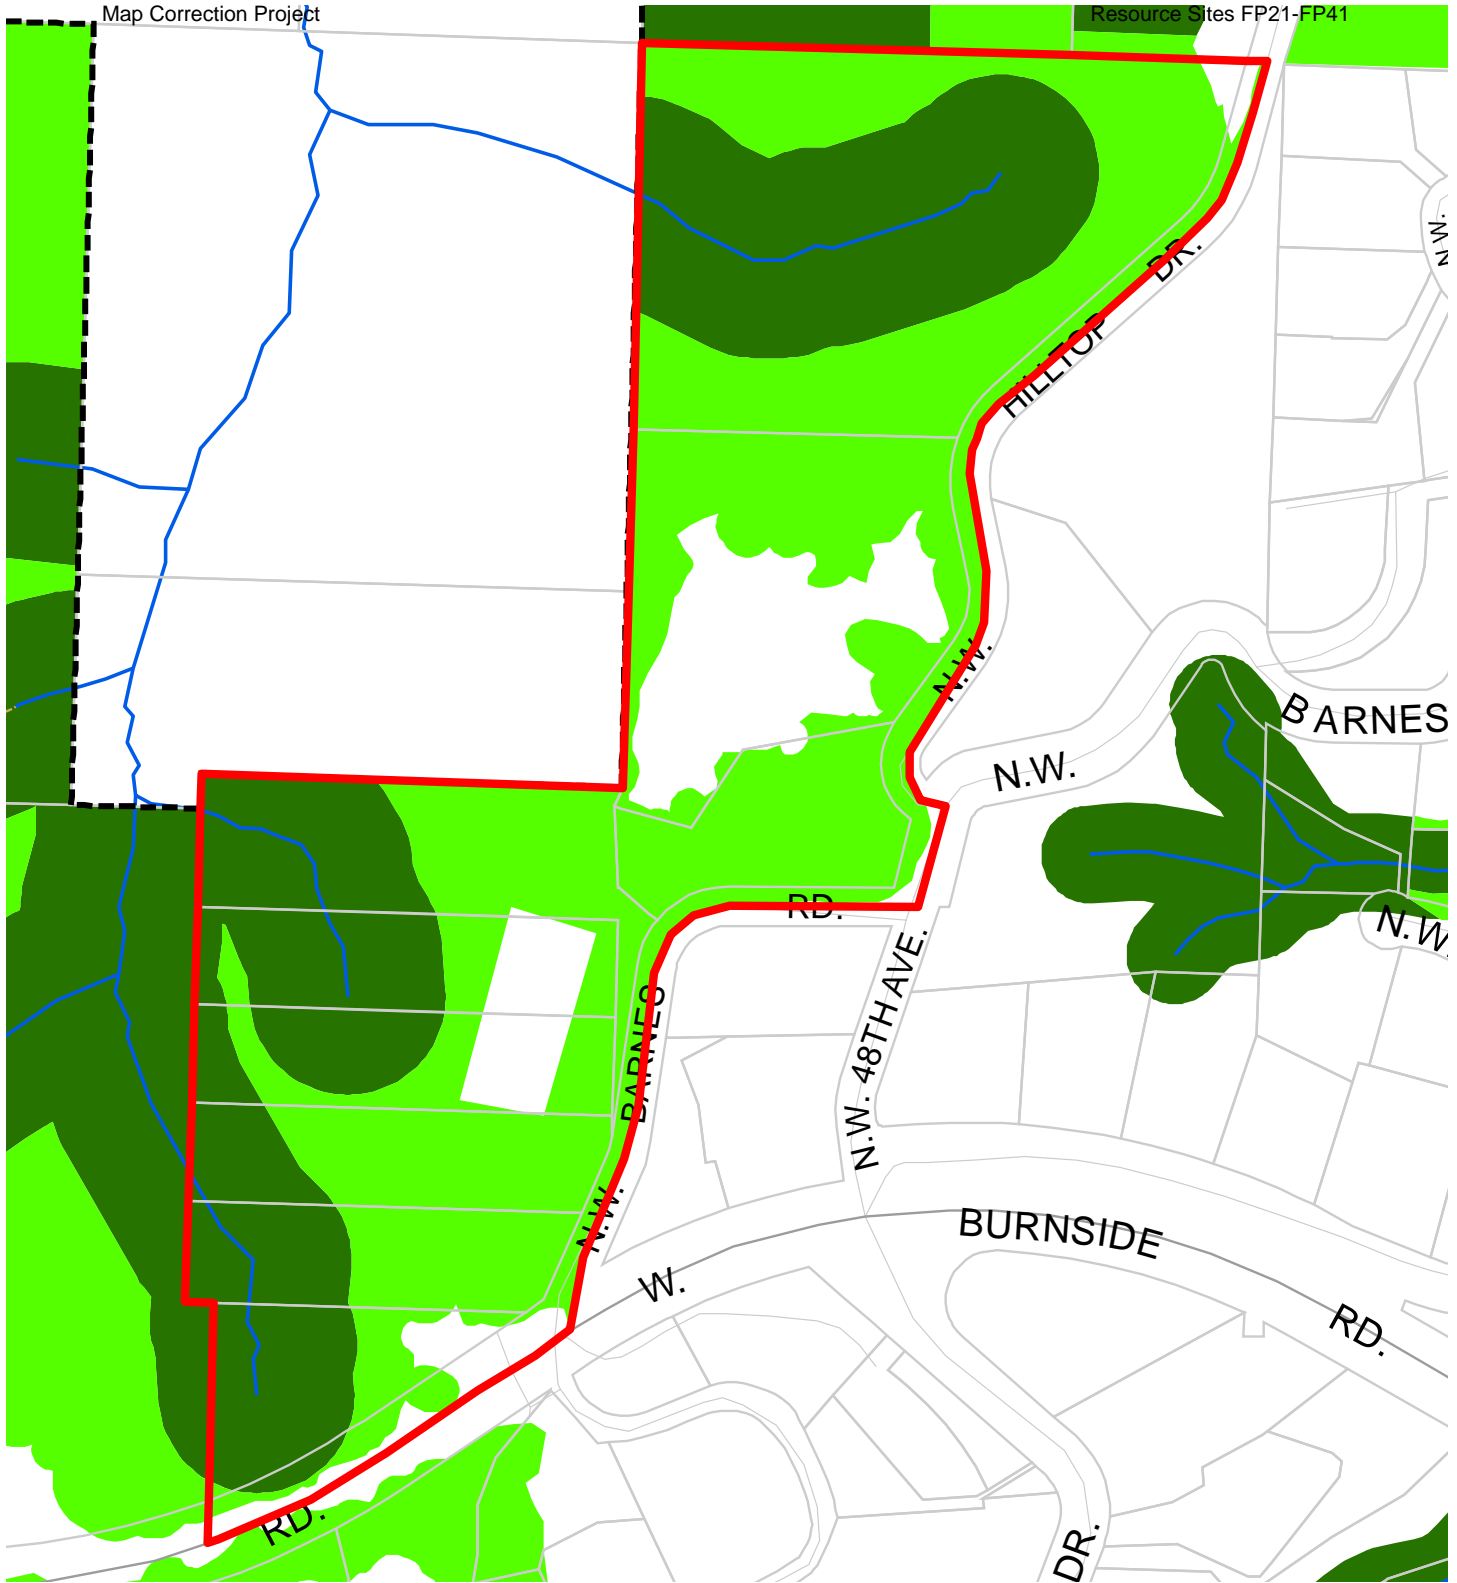 Map Correction Project
Resource Sites FP21-FP41
N.W.
DR.
HILLTOP
N.W.
BARNES
N.W.
RD.
N.W.
N.W. 48TH AVE.
BARNES
N.W.
BURNSIDE
W.
RD.
RD.
DR.